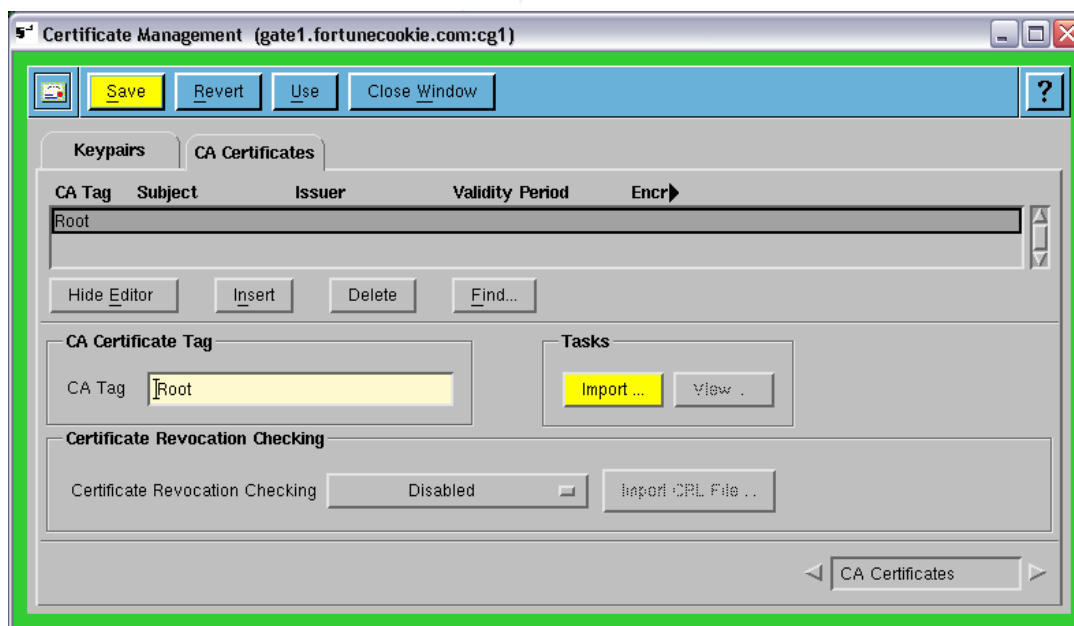 Certificate Management (gate1.fortunecookie.com:cg1)
Save Revert Use Close Window ?
Keypairs CA Certificates
CA Tag Subject Issuer Validity Period Encr
Root
Hide Editor Insert Delete Find...
CA Certificate Tag Tasks
CA Tag Root Import ... View .
Certificate Revocation Checking
Certificate Revocation Checking Disabled Import CRL File ..
CA Certificates